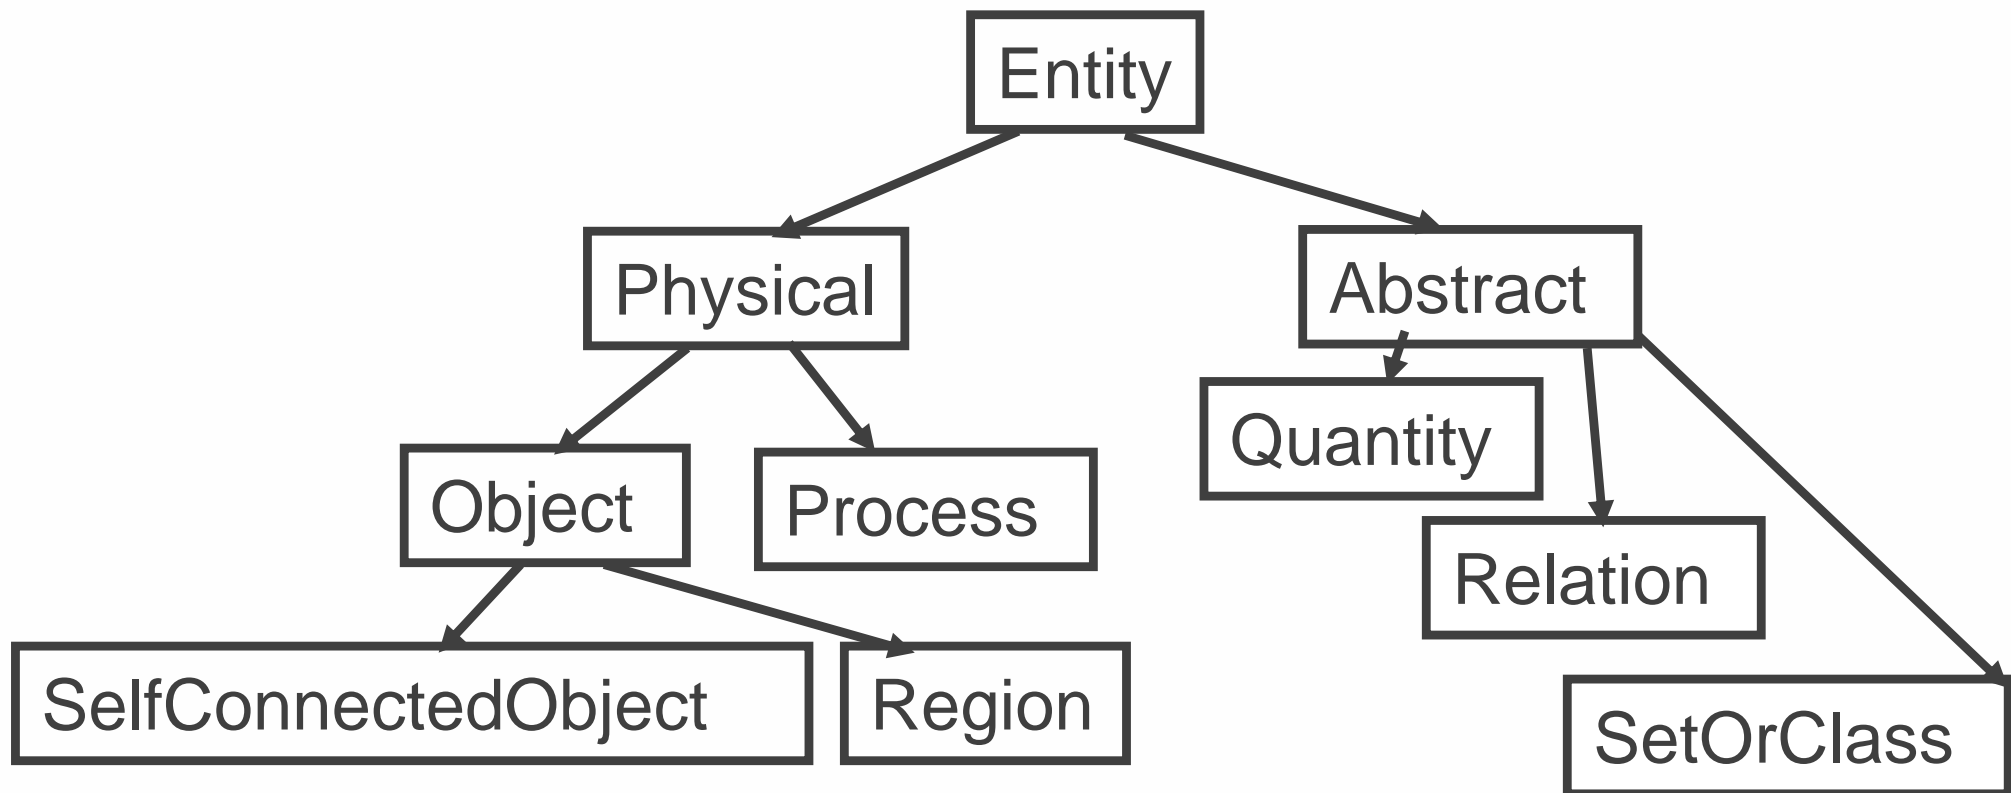 Entity
Physical
Abstract
Quantity
Object
Process
Relation
SelfConnectedObject
Region
SetOrClass